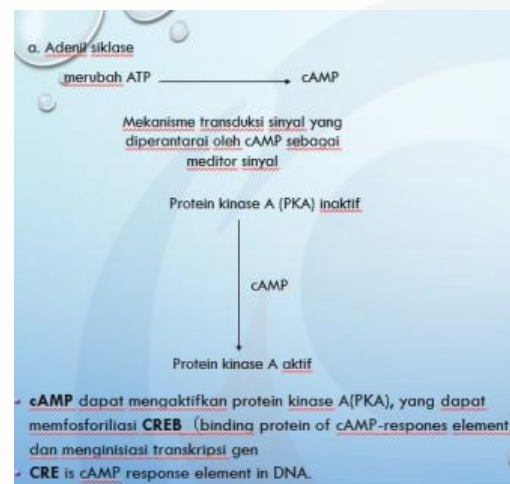 a. Adenil siklase
merubah ATP cAMP
Mekanisme transduksi sinyal yang
diperantarai oleh cAMP sebagai
meditor sinyal
Protein kinase A (PKA) inaktif
cAMP
Protein kinase A aktif
cAMP dapat mengaktifkan protein kinase A(PKA), yang dapat
memfosforiliasi CREB (binding protein of cAMP-respones element
dan menginisiasi transkripsi gen
CRE is cAMP response element in DNA.